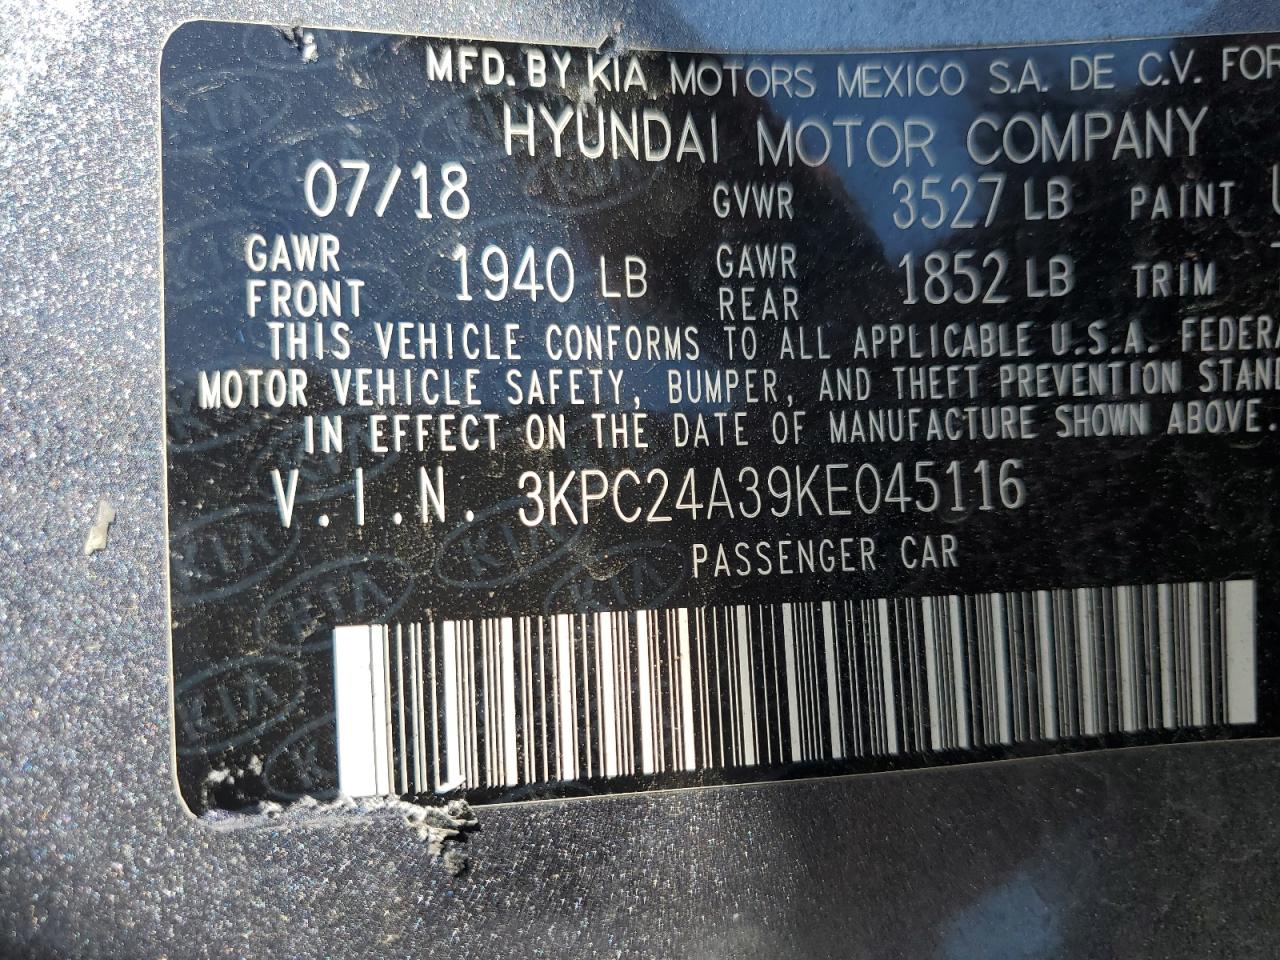 MFD. BY KIA MOTORS MEXICO S.A. DE C.V. FOR
HYUNDAI MOTOR COMPANY
07/18 GVWR 3527 LB PAINT
GAWR FRONT 1940 LB GAWR REAR 1852 LB TRIM
THIS VEHICLE CONFORMS TO ALL APPLICABLE U.S.A. FEDERA
MOTOR VEHICLE SAFETY, BUMPER, AND THEFT PREVENTION STAN
IN EFFECT ON THE DATE OF MANUFACTURE SHOWN ABOVE.
V.I.N. 3KPC24A39KE045116
PASSENGER CAR